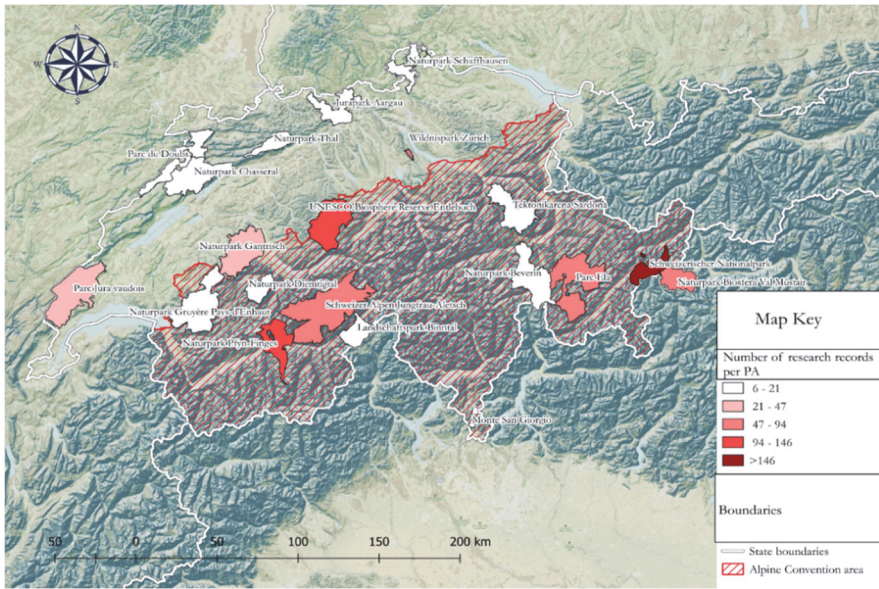 N
W
E
S
Naturpark Schaffhausen
Jurapark Aargau
Naturpark Thal
Wildnispark Zürich
Parc du Doubs
Naturpark Chasseral
UNESCO Biosphere Reserve Entlebuch
Tektonikarena Sardona
Naturpark Gantrisch
Schweizerischer Nationalpark
Naturpark Beverin
Parc Ela
Naturpark Diemtigtal
Naturpark Biosfera Val Müstair
Parc Jura vaudois
Schweizer Alpen Jungfrau-Aletsch
Naturpark Gruyère Pays-d'Enhaut
Landschaftspark Binntal
Naturpark Pfyn-Finges
Monte San Giorgio
Map Key
Number of research records
per PA
6 - 21
21 - 47
47 - 94
94 - 146
>146
Boundaries
State boundaries
Alpine Convention area
50 0 50 100 150 200 km